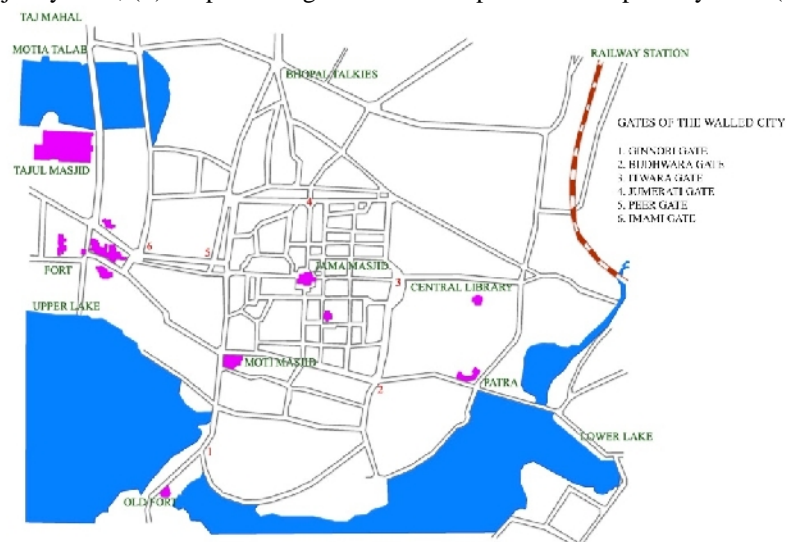 TAJ MAHAL
MOTIA TALAB
BHOPAL TALKIES
RAILWAY STATION
GATES OF THE WALLED CITY
1. GINNORI GATE
2. BUDHWARA GATE
3. ITWARA GATE
4. JUMERATI GATE
5. PEER GATE
6. IMAMI GATE
TAJUL MASJID
4
6
5
FORT
JAMA MASJID
3
CENTRAL LIBRARY
UPPER LAKE
MOTI MASJID
2
PATRA
LOWER LAKE
1
OLD FORT